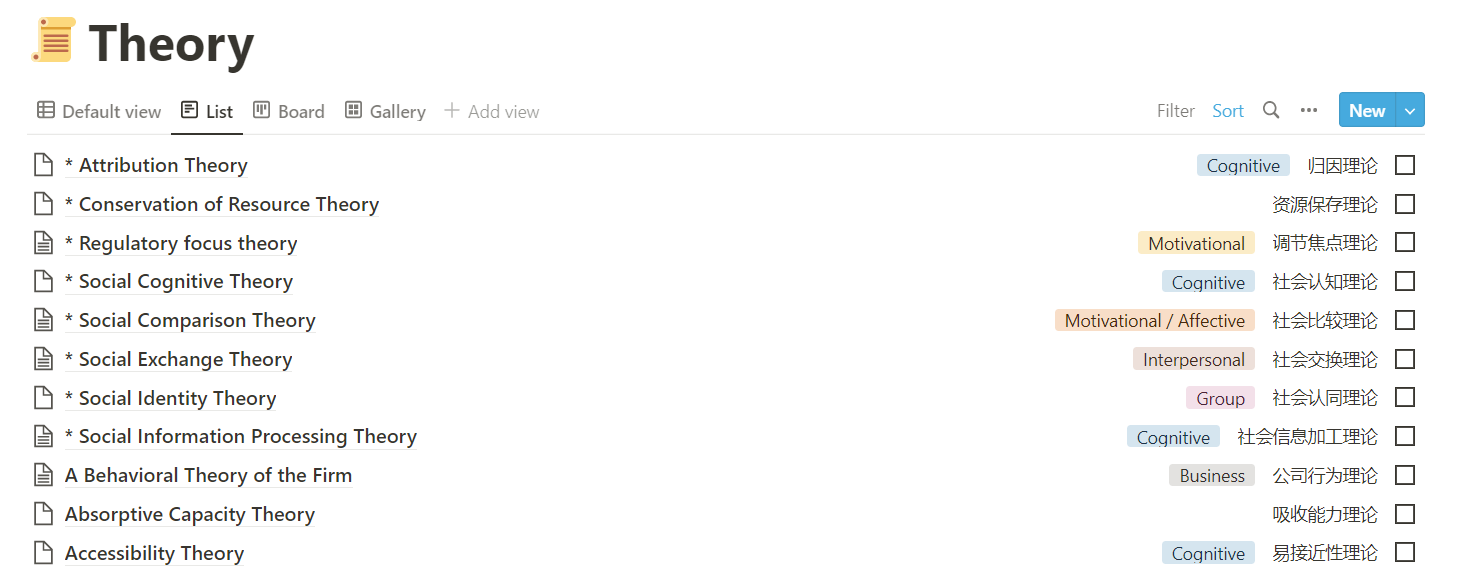 Theory
Default view List Board Gallery + Add view Filter Sort ••• New
* Attribution Theory Cognitive 归因理论
* Conservation of Resource Theory 资源保存理论
* Regulatory focus theory Motivational 调节焦点理论
* Social Cognitive Theory Cognitive 社会认知理论
* Social Comparison Theory Motivational / Affective 社会比较理论
* Social Exchange Theory Interpersonal 社会交换理论
* Social Identity Theory Group 社会认同理论
* Social Information Processing Theory Cognitive 社会信息加工理论
A Behavioral Theory of the Firm Business 公司行为理论
Absorptive Capacity Theory 吸收能力理论
Accessibility Theory Cognitive 易接近性理论